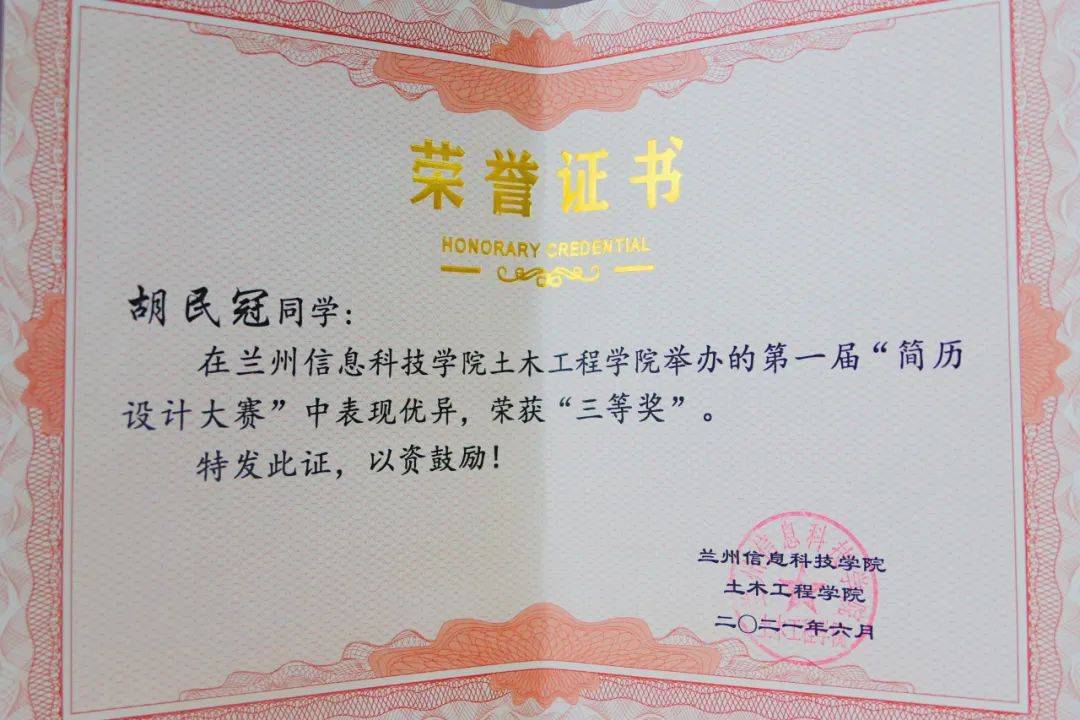 荣誉证书
HONORARY CREDENTIAL
胡民冠同学：
在兰州信息科技学院土木工程学院举办的第一届“简历
设计大赛”中表现优异，荣获“三等奖”。
特发此证，以资鼓励！
兰州信息科技学院
土木工程学院
二〇二一年六月